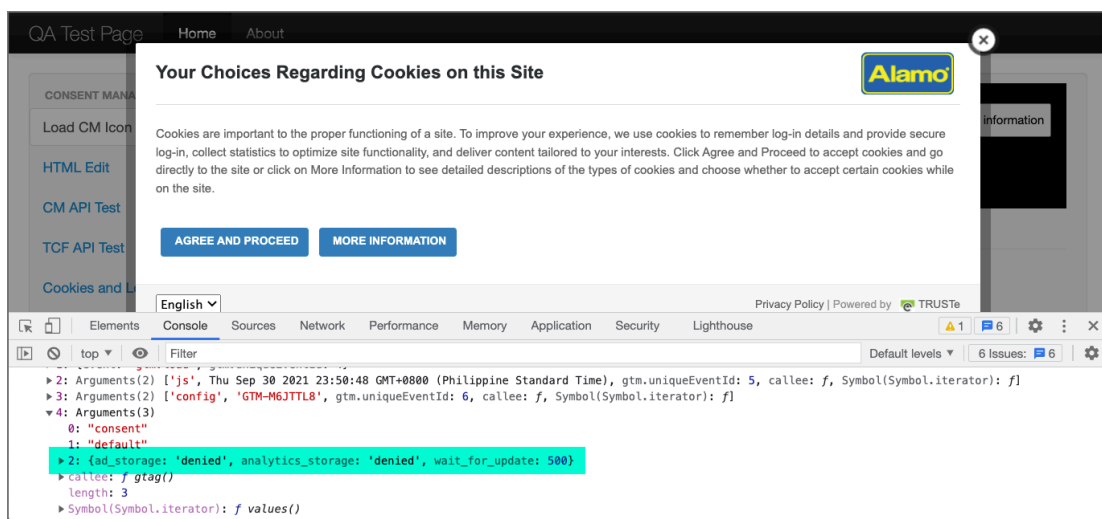 QA Test Page Home About
Your Choices Regarding Cookies on this Site
Alamo
CONSENT MANA
Load CM Icon
information
Cookies are important to the proper functioning of a site. To improve your experience, we use cookies to remember log-in details and provide secure
log-in, collect statistics to optimize site functionality, and deliver content tailored to your interests. Click Agree and Proceed to accept cookies and go
directly to the site or click on More Information to see detailed descriptions of the types of cookies and choose whether to accept certain cookies while
on the site.
HTML Edit
CM API Test
TCF API Test
Cookies and L
AGREE AND PROCEED MORE INFORMATION
English
Privacy Policy | Powered by TRUSTe
Elements Console Sources Network Performance Memory Application Security Lighthouse 1 6
top Filter Default levels 6 Issues: 6
2: Arguments(2) ['js', Thu Sep 30 2021 23:50:48 GMT+0800 (Philippine Standard Time), gtm.uniqueEventId: 5, callee: ƒ, Symbol(Symbol.iterator): ƒ]
3: Arguments(2) ['config', 'GTM-M6JTTL8', gtm.uniqueEventId: 6, callee: ƒ, Symbol(Symbol.iterator): ƒ]
4: Arguments(3)
0: "consent"
1: "default"
2: {ad_storage: 'denied', analytics_storage: 'denied', wait_for_update: 500}
callee: ƒ gtag()
length: 3
Symbol(Symbol.iterator): ƒ values()